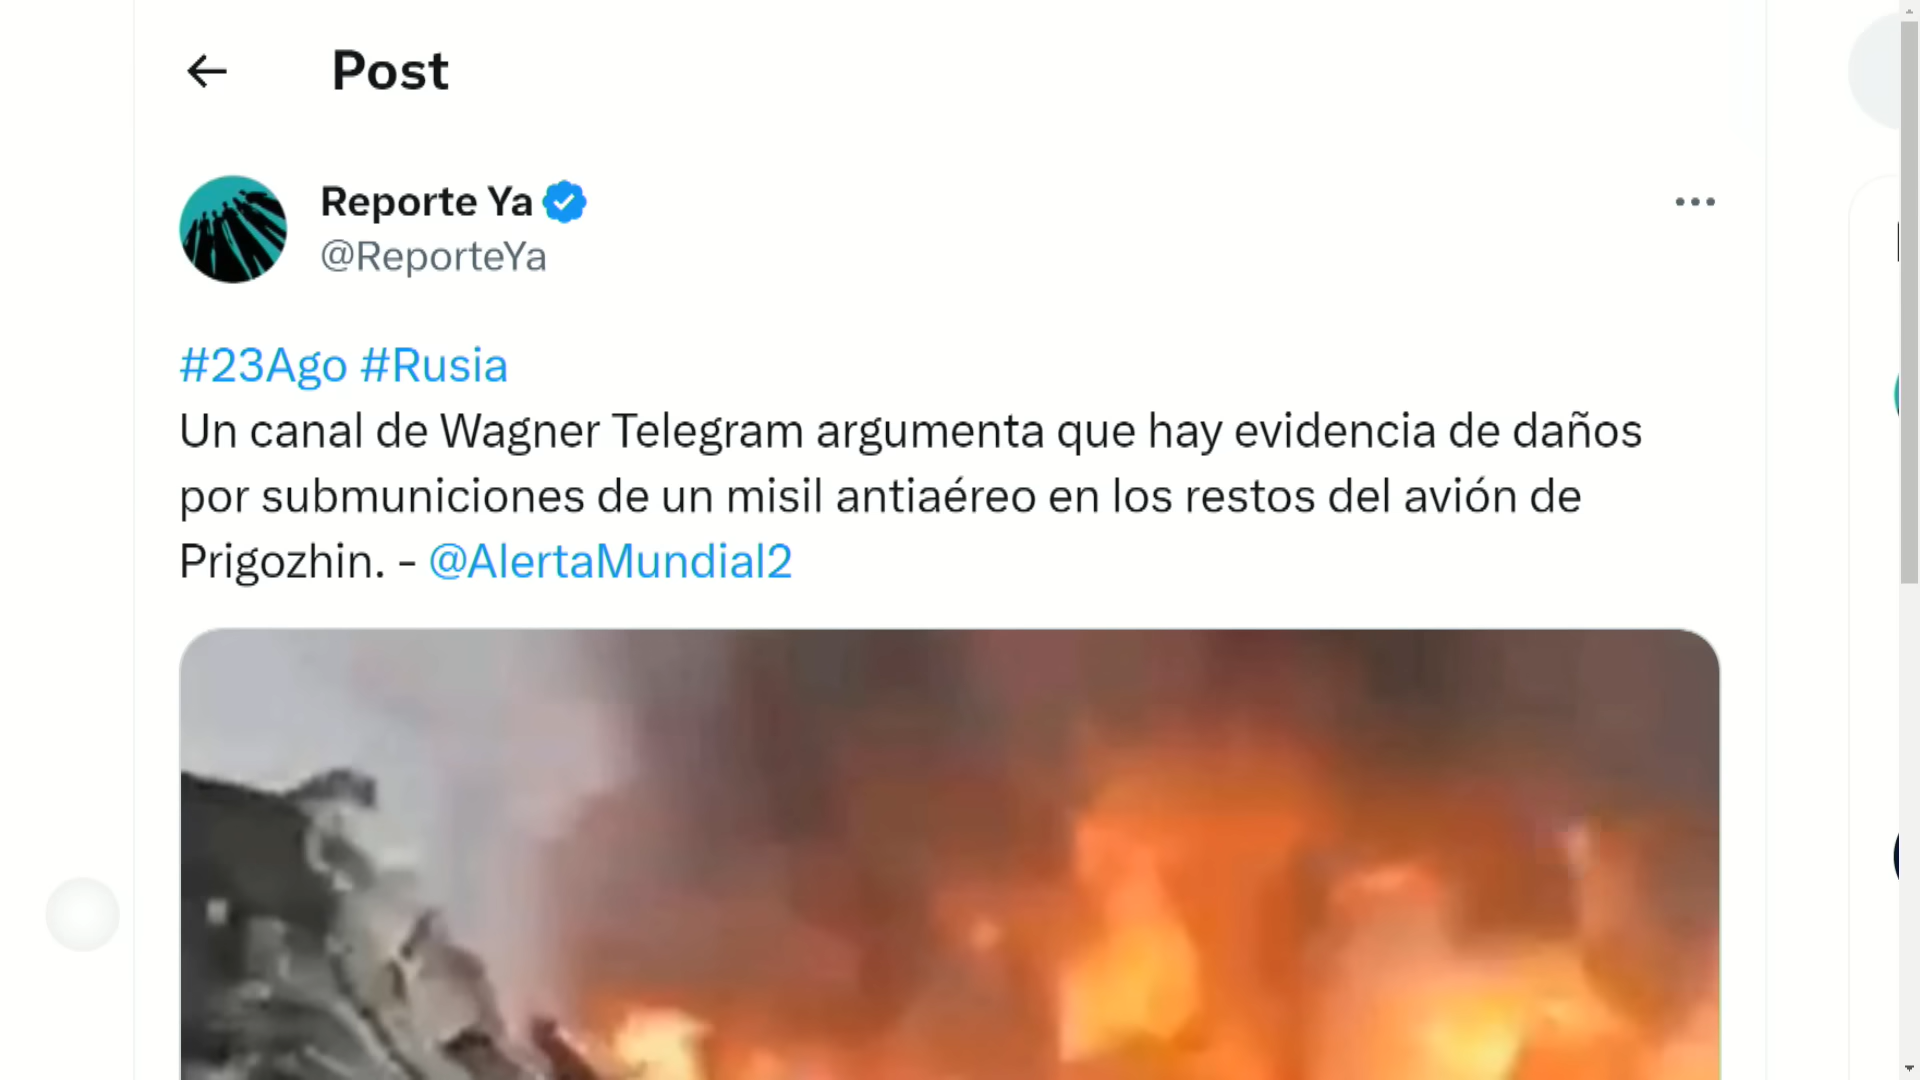 Post
Reporte Ya
@ReporteYa
#23Ago #Rusia
Un canal de Wagner Telegram argumenta que hay evidencia de daños
por submuniciones de un misil antiaéreo en los restos del avión de
Prigozhin. - @AlertaMundial2